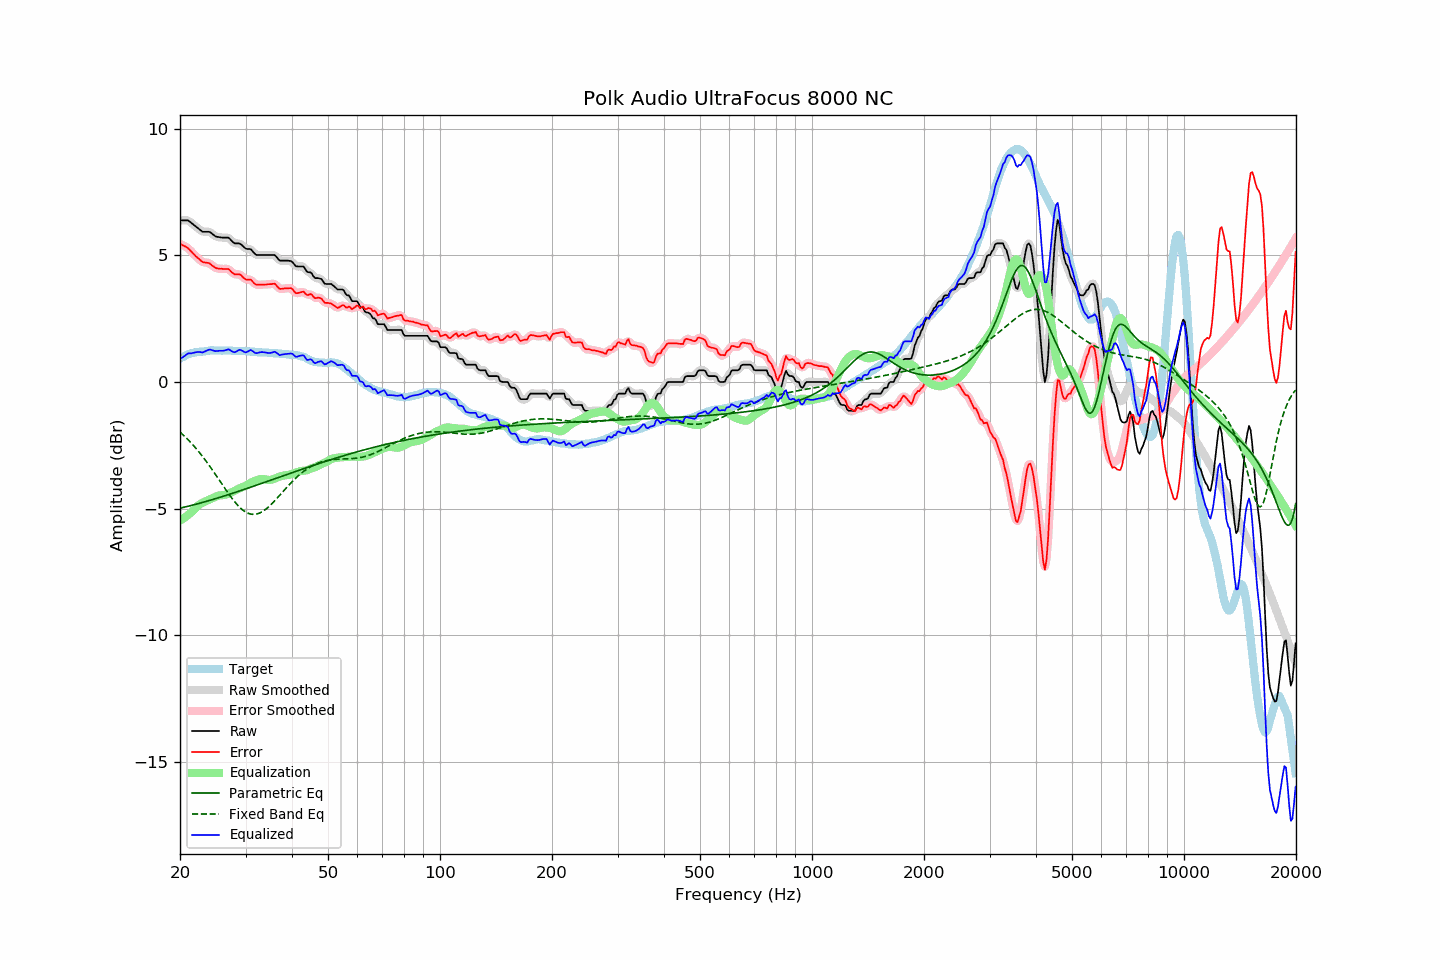 Polk Audio UltraFocus 8000 NC
10
5
0
−5
−10
−15
Amplitude (dBr)
Target
Raw Smoothed
Error Smoothed
Raw
Error
Equalization
Parametric Eq
Fixed Band Eq
Equalized
20 50 100 200 500 1000 2000 5000 10000 20000
Frequency (Hz)